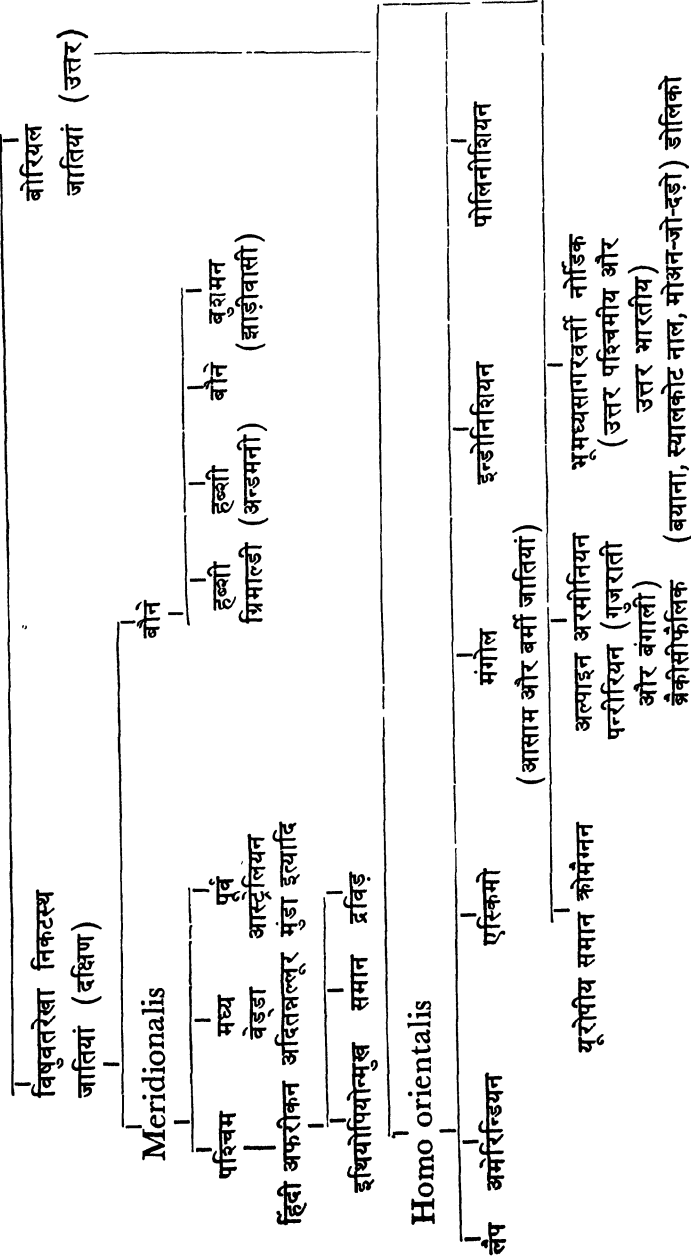 विषुवतरेखा निकटस्थ
जातियां (दक्षिण)
बोरियल
जातियां (उत्तर)
Meridionalis
बौने
पश्चिम
मध्य
पूर्व
वेड्डा
आस्ट्रेलियन
हिंदी अफरीकन अदितन्नल्लूर मुंडा इत्यादि
हब्शी
ग्रिमाल्डी
हब्शी
(अन्डमनी)
बौने
बुशमन
(झाड़ीवासी)
इथियोपियोन्मुख
समान
द्रविड़
Homo orientalis
लैप
अमेरिन्डियन
एस्किमो
मंगोल
(आसाम और बर्मी जातियां)
इन्डोनिशियन
पोलिनीशियन
यूरोपीय समान क्रोमैग्नन
अल्पाइन अरमीनियन
पन्नीरियन (गुजराती
और बंगाली)
ब्रैकीसीफैलिक
भूमध्यसागरवर्त्ती नोर्डिक
(उत्तर पश्चिमीय और
उत्तर भारतीय)
(बयाना, स्यालकोट नाल, मोअन-जो-दड़ो) डोलिको